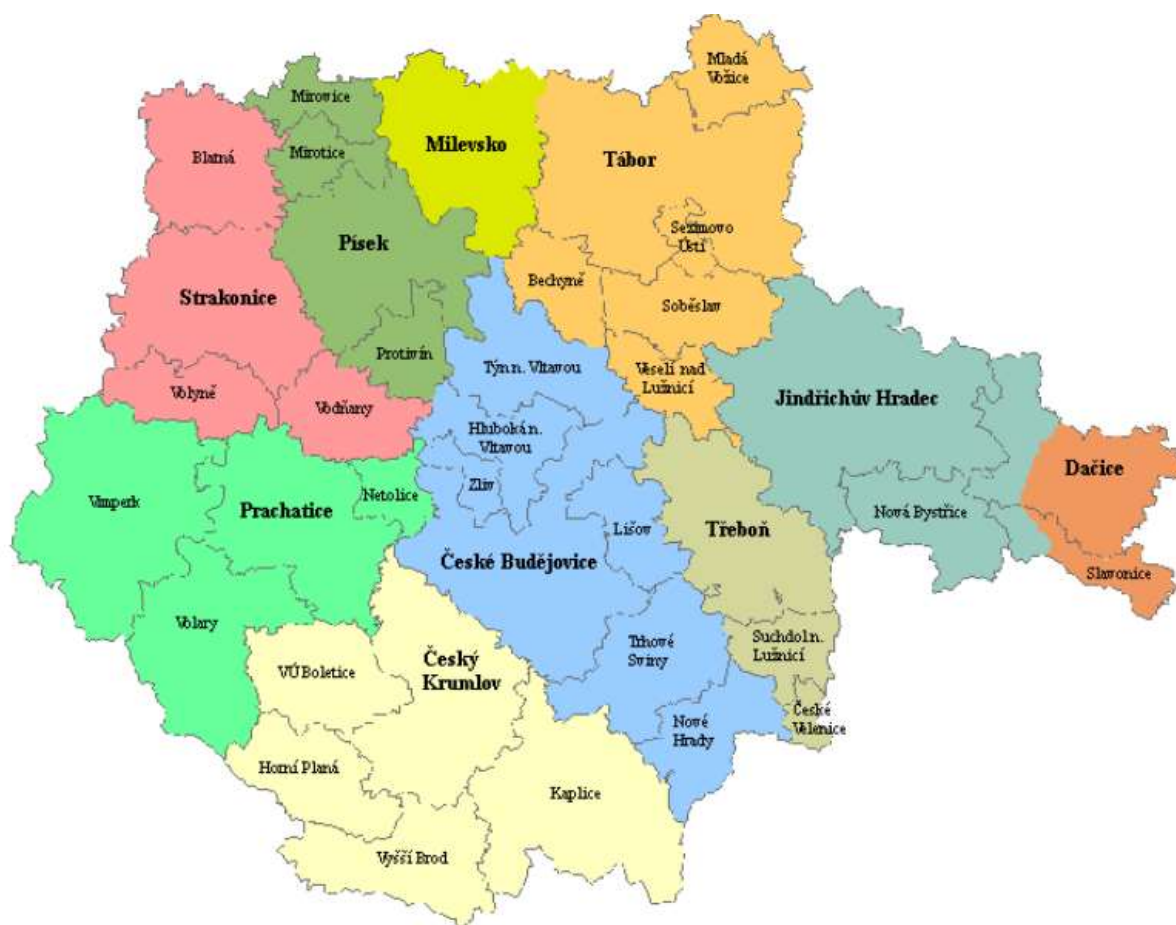 Mladá
Vožice
Mirovice
Milevsko
Tábor
Blatná
Mirotice
Sezimovo
Ústí
Písek
Bechyně
Strakonice
Soběslav
Protivín
Týn n. Vltavou
Veselí nad
Lužnicí
Volyně
Vodňany
Jindřichův Hradec
Hluboká n.
Vltavou
Dačice
Vimperk
Prachatice
Netolice
Zliv
Lišov
Třeboň
Nová Bystřice
České Budějovice
Slavonice
Volary
Český
Krumlov
Trhové
Sviny
Suchdol n.
Lužnicí
VÚ Boletice
Nové
Hrady
České
Velenice
Horní Planá
Kaplice
Vyšší Brod